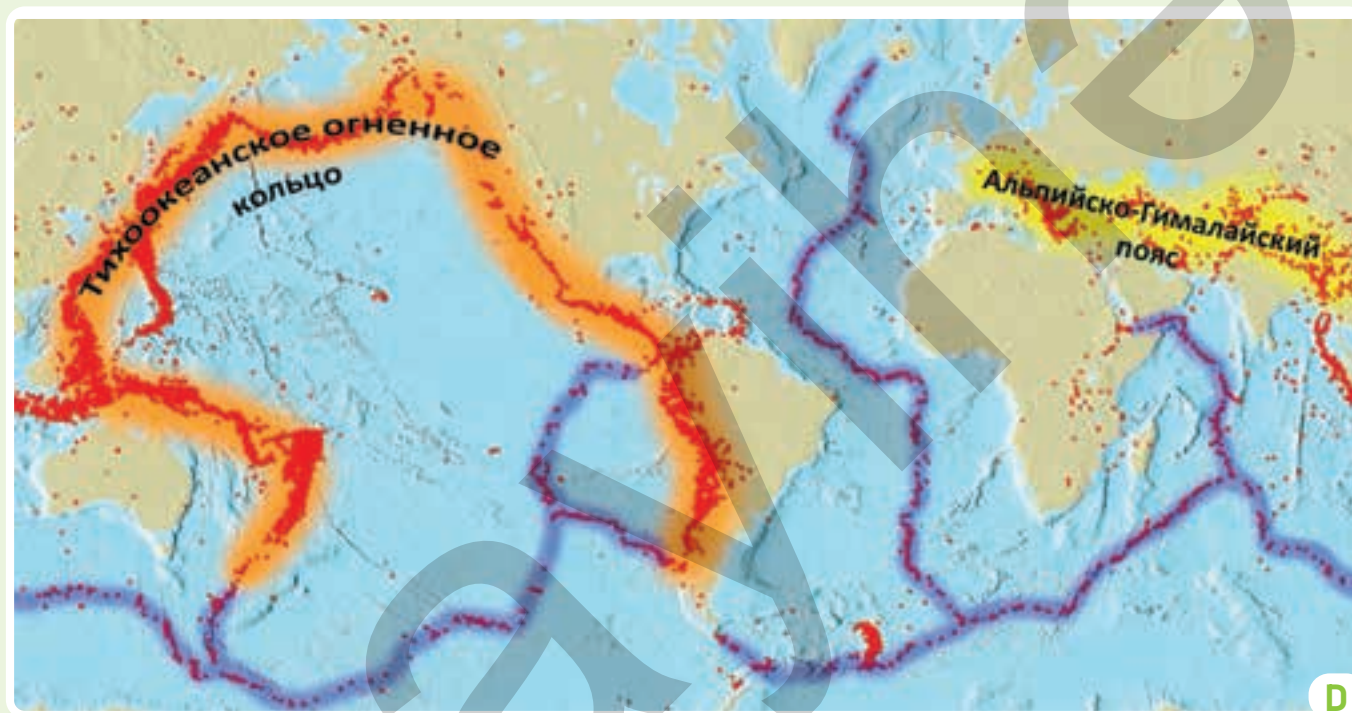 Тихоокеанское огненное
кольцо
Альпийско-Гималайский
пояс
D